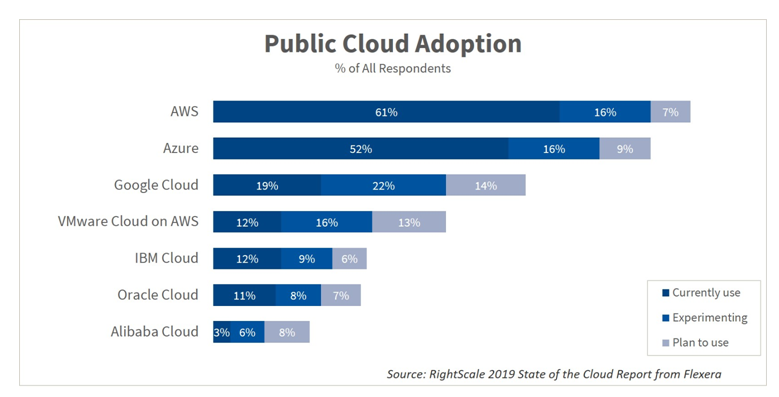 Public Cloud Adoption
% of All Respondents
AWS 61% 16% 7%
Azure 52% 16% 9%
Google Cloud 19% 22% 14%
VMware Cloud on AWS 12% 16% 13%
IBM Cloud 12% 9% 6%
Oracle Cloud 11% 8% 7%
Alibaba Cloud 3% 6% 8%
Currently use
Experimenting
Plan to use
Source: RightScale 2019 State of the Cloud Report from Flexera